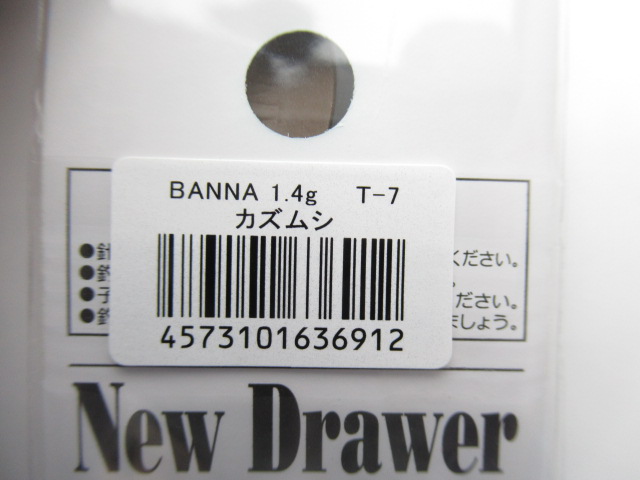 BANNA 1.4g T-7
カズムシ
ください。
ださい。
ましょう。
4573101636912
New Drawer